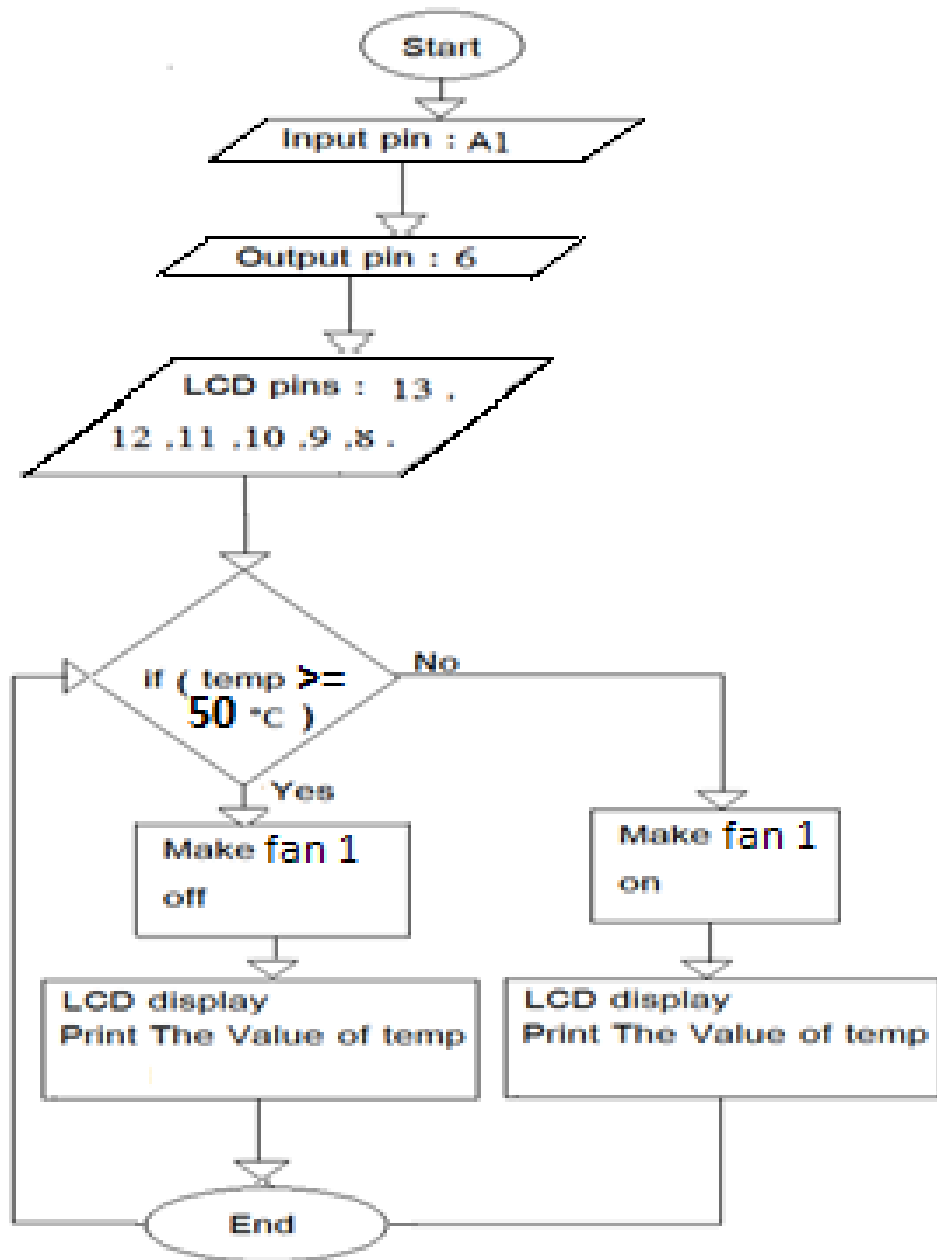 Start
Input pin : A1
Output pin : 6
LCD pins : 13 ,
12 ,11 ,10 ,9 ,8 .
if ( temp >=
50 °C )
No
Yes
Make fan 1
off
Make fan 1
on
LCD display
Print The Value of temp
LCD display
Print The Value of temp
End